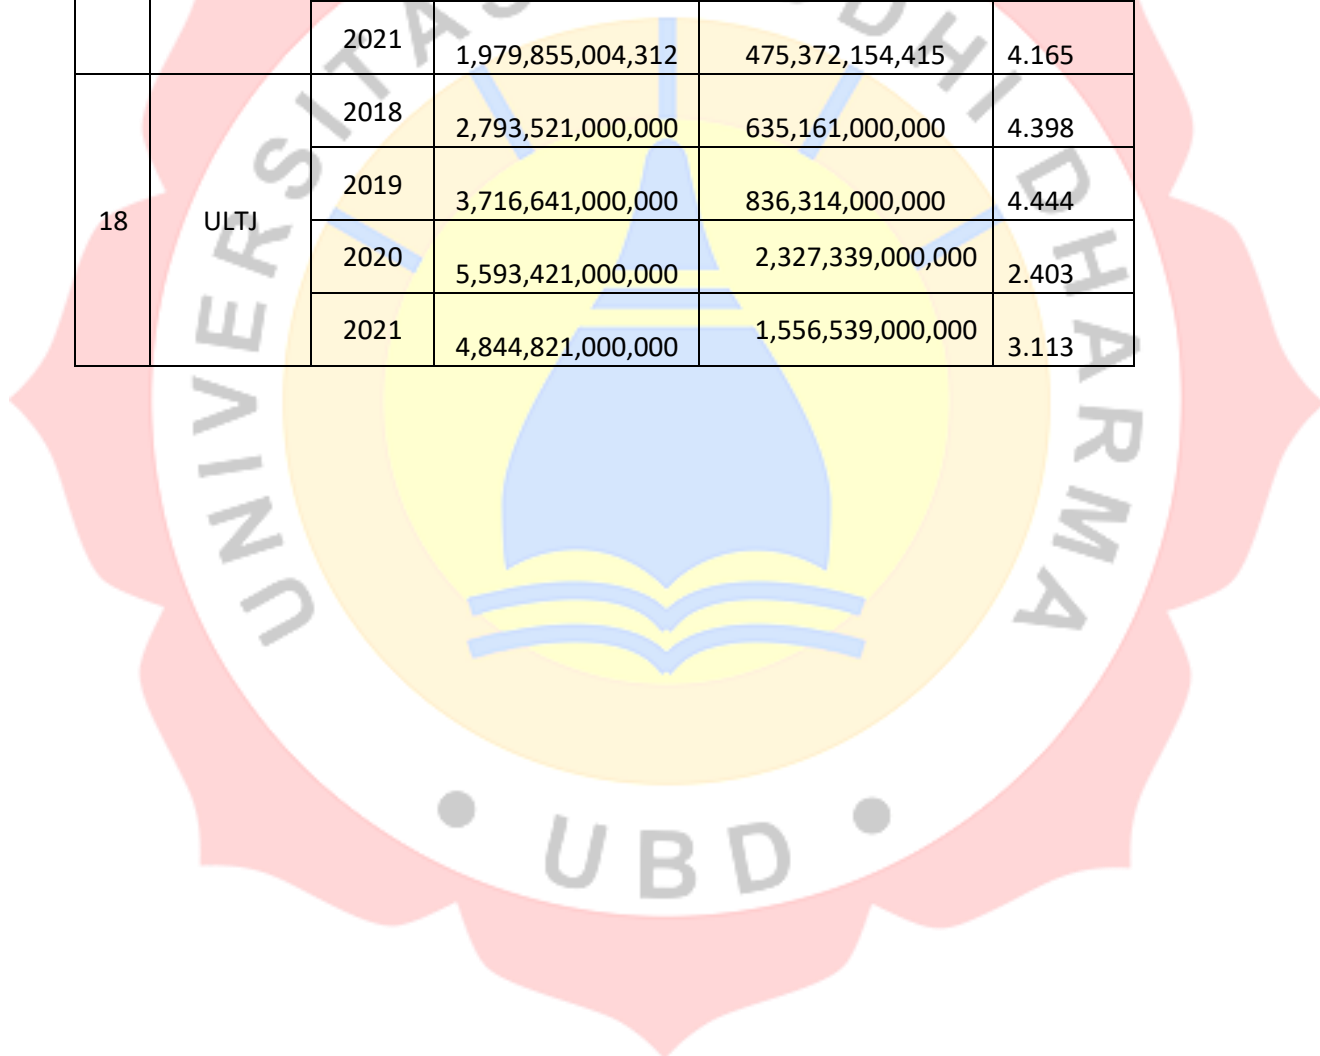 2021 1,979,855,004,312 475,372,154,415 4.165
18 ULTJ 2018 2,793,521,000,000 635,161,000,000 4.398
2019 3,716,641,000,000 836,314,000,000 4.444
2020 5,593,421,000,000 2,327,339,000,000 2.403
2021 4,844,821,000,000 1,556,539,000,000 3.113
UNIVERSITAS BUDDHI DHARMA
• UBD •